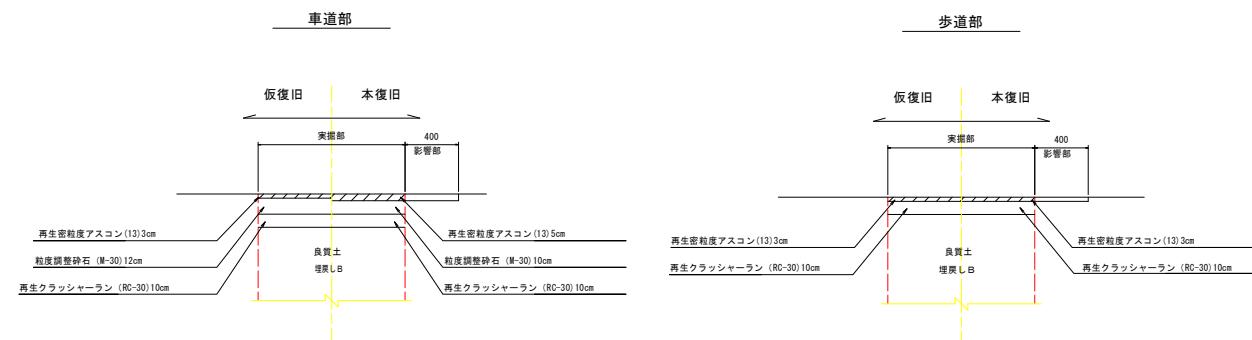 車道部
仮復旧 本復旧
実掘部 400
影響部
再生密粒度アスコン(13)3cm 再生密粒度アスコン(13)5cm
粒度調整砕石 (M-30)12cm 粒度調整砕石 (M-30)10cm
再生クラッシャーラン (RC-30)10cm 再生クラッシャーラン (RC-30)10cm
良質土
埋戻しB
歩道部
仮復旧 本復旧
実掘部 400
影響部
再生密粒度アスコン(13)3cm 再生密粒度アスコン(13)3cm
再生クラッシャーラン (RC-30)10cm 再生クラッシャーラン (RC-30)10cm
良質土
埋戻しB